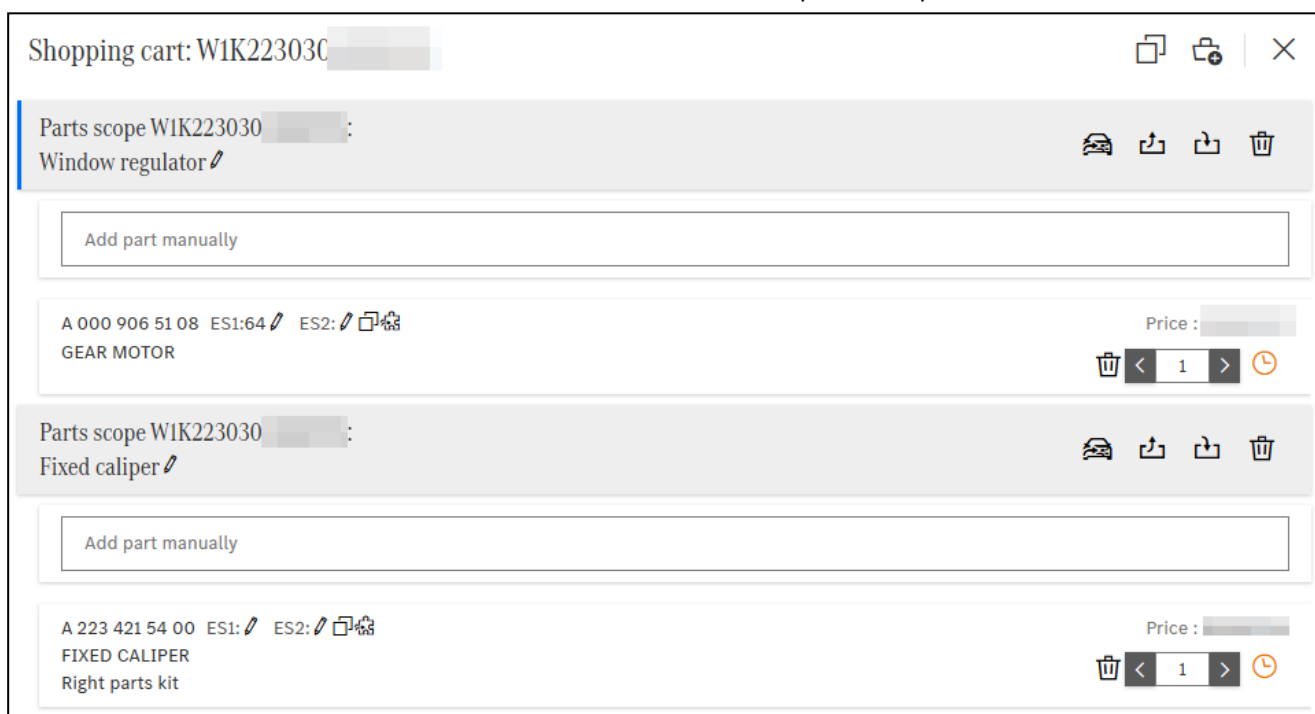 Shopping cart: W1K223030
Parts scope W1K223030 :
Window regulator
Add part manually
A 000 906 51 08 ES1:64 ES2:
Price :
GEAR MOTOR
1
Parts scope W1K223030 :
Fixed caliper
Add part manually
A 223 421 54 00 ES1: ES2:
Price :
FIXED CALIPER
1
Right parts kit